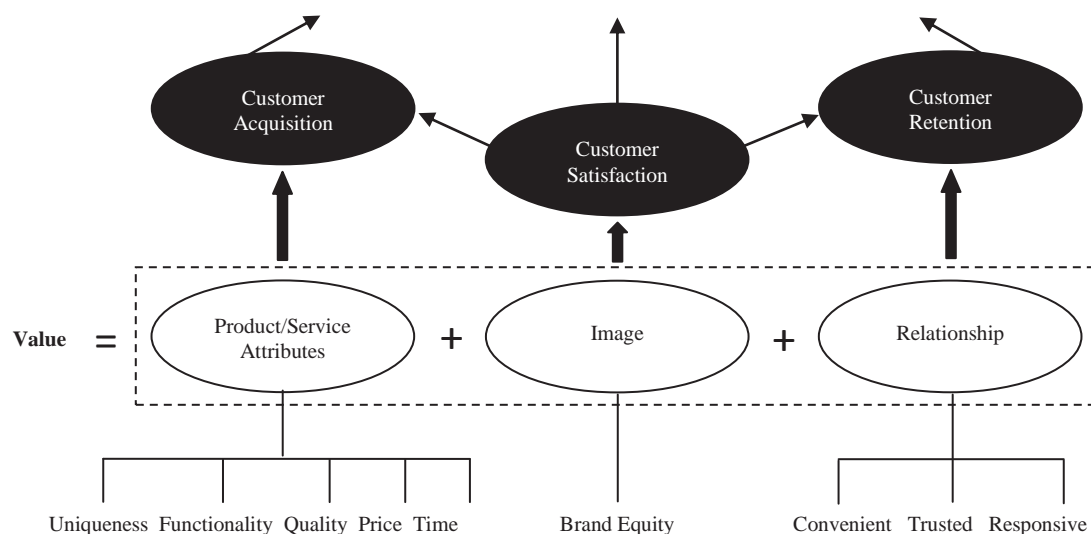 Customer
Acquisition
Customer
Satisfaction
Customer
Retention
Value = Product/Service
Attributes
+
Image
+
Relationship
Uniqueness Functionality Quality Price Time
Brand Equity
Convenient Trusted Responsive